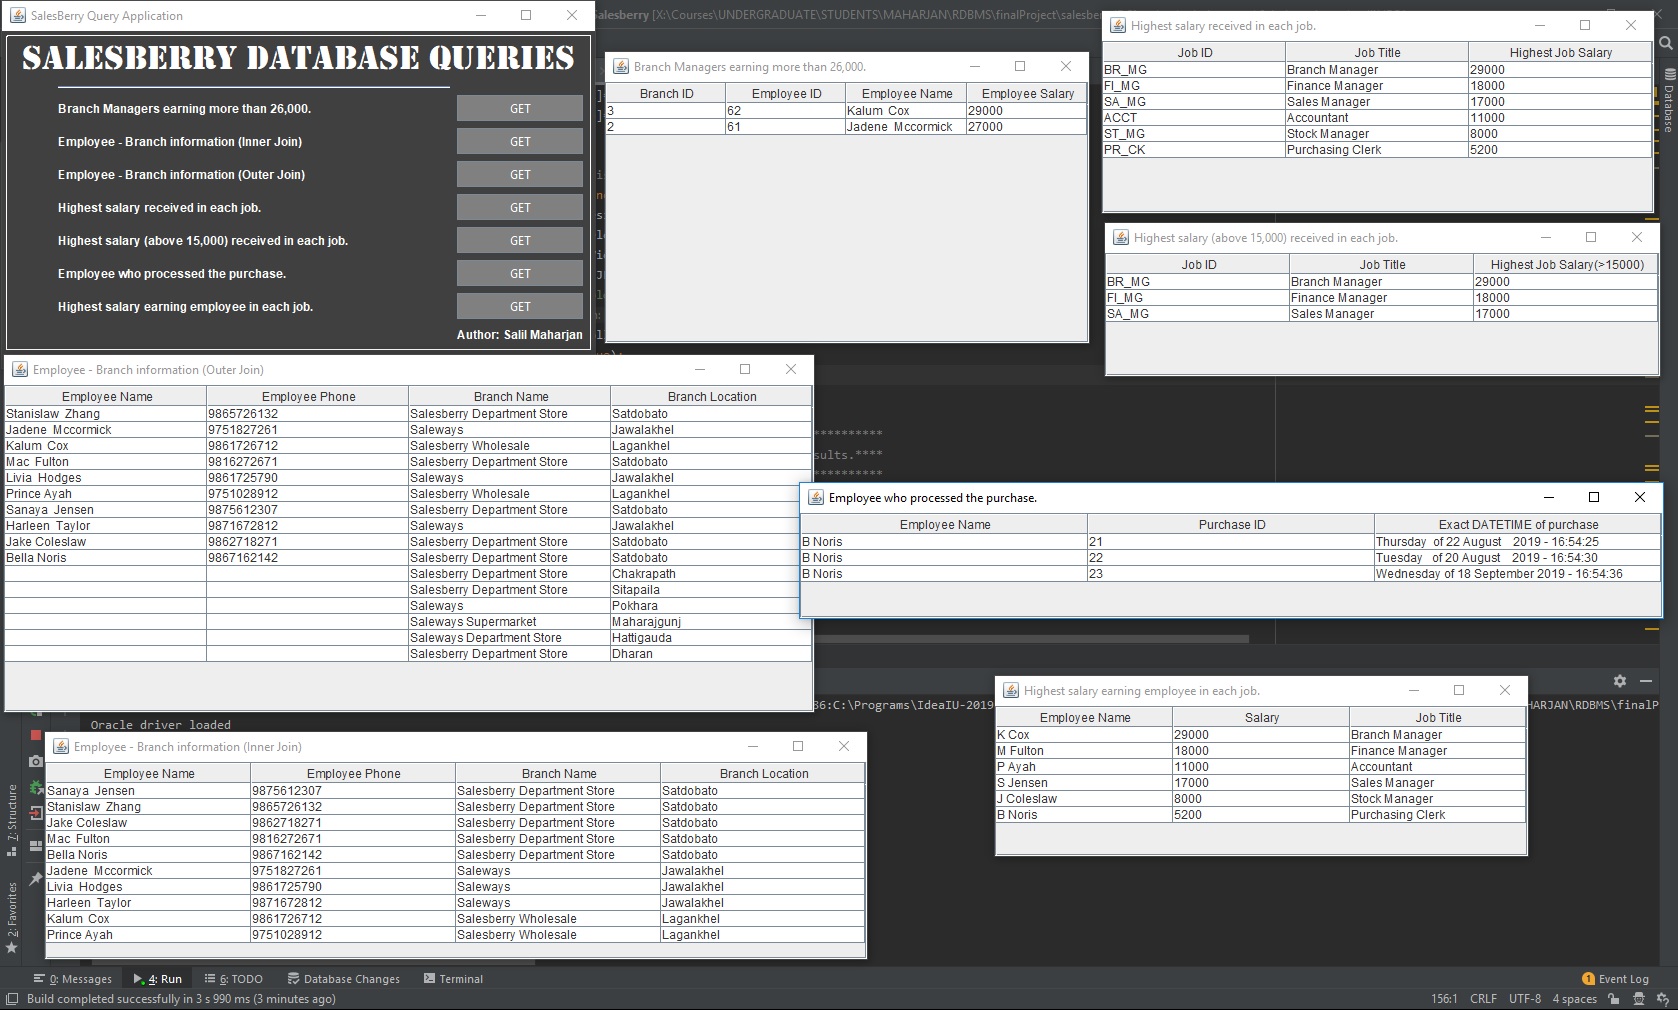 SalesBerry Query Application
SALESBERRY DATABASE QUERIES
Branch Managers earning more than 26,000. GET
Employee - Branch information (Inner Join) GET
Employee - Branch information (Outer Join) GET
Highest salary received in each job. GET
Highest salary (above 15,000) received in each job. GET
Employee who processed the purchase. GET
Highest salary earning employee in each job. GET
Author: Salil Maharjan
salesberry [X:\Courses\UNDERGRADUATE\STUDENTS\MAHARJAN\RDBMS\finalProject\salesber
Branch Managers earning more than 26,000.
Branch ID Employee ID Employee Name Employee Salary
3 62 Kalum Cox 29000
2 61 Jadene Mccormick 27000
Highest salary received in each job.
Job ID Job Title Highest Job Salary
BR_MG Branch Manager 29000
FI_MG Finance Manager 18000
SA_MG Sales Manager 17000
ACCT Accountant 11000
ST_MG Stock Manager 8000
PR_CK Purchasing Clerk 5200
Database
Highest salary (above 15,000) received in each job.
Job ID Job Title Highest Job Salary(>15000)
BR_MG Branch Manager 29000
FI_MG Finance Manager 18000
SA_MG Sales Manager 17000
Employee - Branch information (Outer Join)
Employee Name Employee Phone Branch Name Branch Location
Stanislaw Zhang 9865726132 Salesberry Department Store Satdobato
Jadene Mccormick 9751827261 Saleways Jawalakhel
Kalum Cox 9861726712 Salesberry Wholesale Lagankhel
Mac Fulton 9816272671 Salesberry Department Store Satdobato
Livia Hodges 9861725790 Saleways Jawalakhel
Prince Ayah 9751028912 Salesberry Wholesale Lagankhel
Sanaya Jensen 9875612307 Salesberry Department Store Satdobato
Harleen Taylor 9871672812 Saleways Jawalakhel
Jake Coleslaw 9862718271 Salesberry Department Store Satdobato
Bella Noris 9867162142 Salesberry Department Store Satdobato
Salesberry Department Store Chakrapath
Salesberry Department Store Sitapaila
Saleways Pokhara
Saleways Supermarket Maharajgunj
Saleways Department Store Hattigauda
Salesberry Department Store Dharan
**********
sults.****
**********
Employee who processed the purchase.
Employee Name Purchase ID Exact DATETIME of purchase
B Noris 21 Thursday of 22 August 2019 - 16:54:25
B Noris 22 Tuesday of 20 August 2019 - 16:54:30
B Noris 23 Wednesday of 18 September 2019 - 16:54:36
36:C:\Programs\IdeaIU-2019 HARJAN\RDBMS\finalP
Oracle driver loaded
Highest salary earning employee in each job.
Employee Name Salary Job Title
K Cox 29000 Branch Manager
M Fulton 18000 Finance Manager
P Ayah 11000 Accountant
S Jensen 17000 Sales Manager
J Coleslaw 8000 Stock Manager
B Noris 5200 Purchasing Clerk
Employee - Branch information (Inner Join)
Employee Name Employee Phone Branch Name Branch Location
Sanaya Jensen 9875612307 Salesberry Department Store Satdobato
Stanislaw Zhang 9865726132 Salesberry Department Store Satdobato
Jake Coleslaw 9862718271 Salesberry Department Store Satdobato
Mac Fulton 9816272671 Salesberry Department Store Satdobato
Bella Noris 9867162142 Salesberry Department Store Satdobato
Jadene Mccormick 9751827261 Saleways Jawalakhel
Livia Hodges 9861725790 Saleways Jawalakhel
Harleen Taylor 9871672812 Saleways Jawalakhel
Kalum Cox 9861726712 Salesberry Wholesale Lagankhel
Prince Ayah 9751028912 Salesberry Wholesale Lagankhel
7: Structure
2: Favorites
0: Messages 4: Run 6: TODO Database Changes Terminal 1 Event Log
Build completed successfully in 3 s 990 ms (3 minutes ago) 156:1 CRLF UTF-8 4 spaces